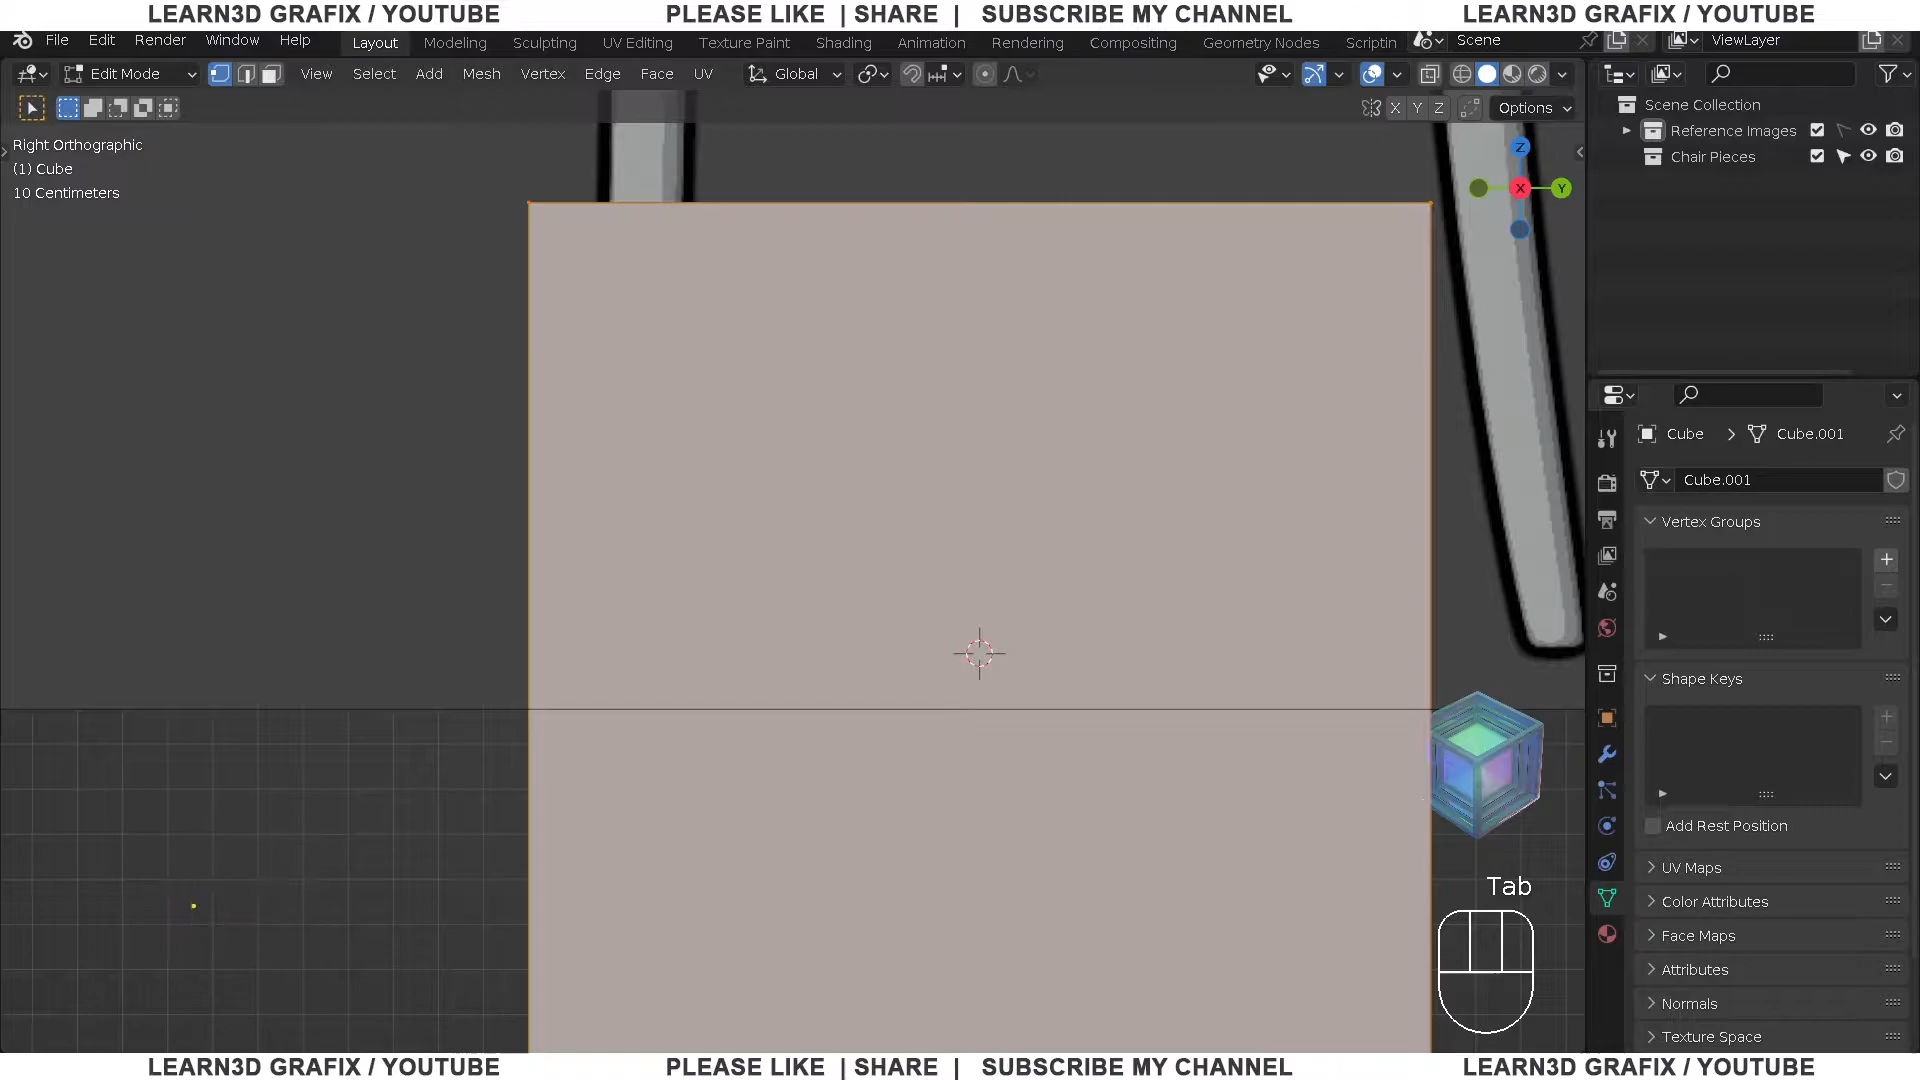 LEARN3D GRAFIX / YOUTUBE PLEASE LIKE | SHARE | SUBSCRIBE MY CHANNEL LEARN3D GRAFIX / YOUTUBE
File Edit Render Window Help Layout Modeling Sculpting UV Editing Texture Paint Shading Animation Rendering Compositing Geometry Nodes Scriptin Scene ViewLayer
Edit Mode View Select Add Mesh Vertex Edge Face UV Global
X Y Z Options
Right Orthographic
(1) Cube
10 Centimeters
Z
X
Y
Scene Collection
Reference Images
Chair Pieces
Cube Cube.001
Cube.001
Vertex Groups
Shape Keys
Add Rest Position
UV Maps
Color Attributes
Face Maps
Attributes
Normals
Texture Space
Tab
LEARN3D GRAFIX / YOUTUBE PLEASE LIKE | SHARE | SUBSCRIBE MY CHANNEL LEARN3D GRAFIX / YOUTUBE